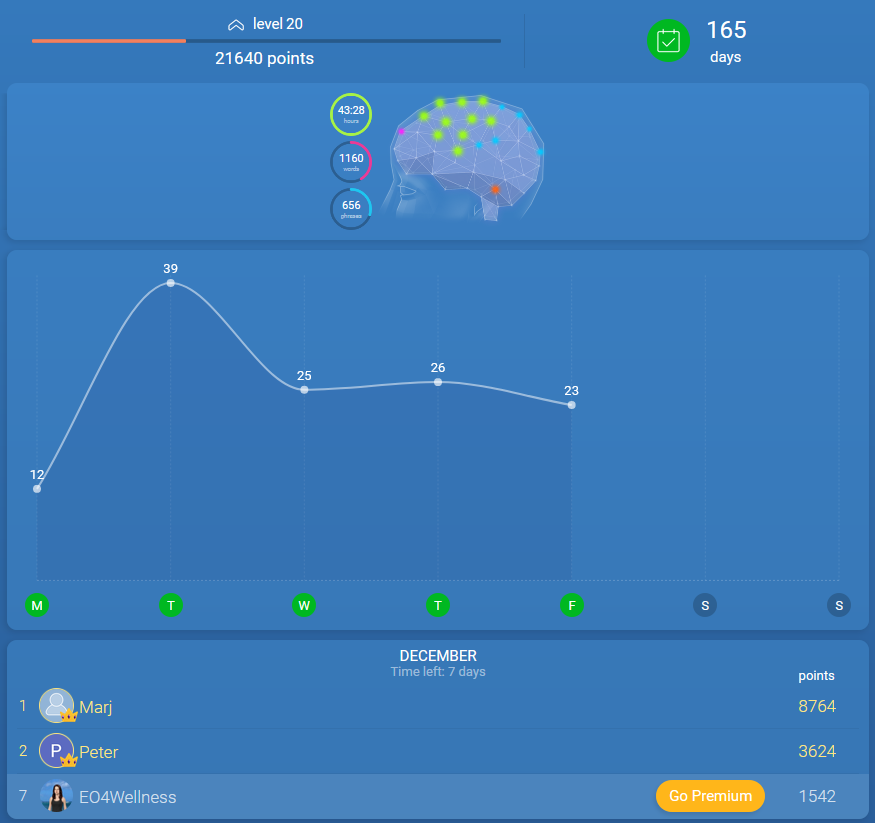 level 20
21640 points
165
days
43:28
hours
1160
words
656
phrases
39
26
25
23
12
M T W T F S S
DECEMBER
Time left: 7 days
points
1 Marj 8764
2 P Peter 3624
7 EO4Wellness Go Premium 1542